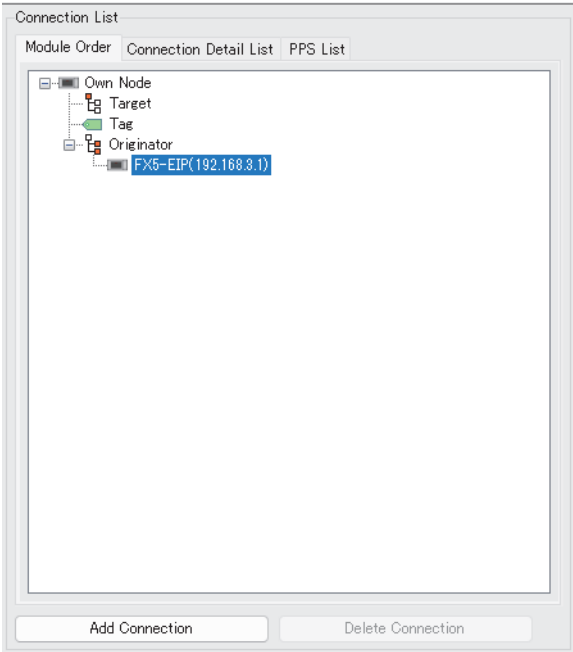 Connection List
Module Order Connection Detail List PPS List
Own Node
Target
Tag
Originator
FX5-EIP(192.168.3.1)
Add Connection Delete Connection